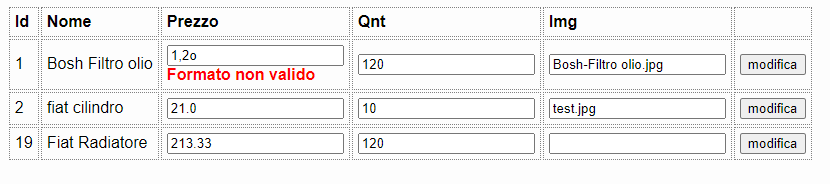 Id Nome Prezzo Qnt Img
1 Bosh Filtro olio 1,2o 120 Bosh-Filtro olio.jpg modifica
Formato non valido
2 fiat cilindro 21.0 10 test.jpg modifica
19 Fiat Radiatore 213.33 120 modifica